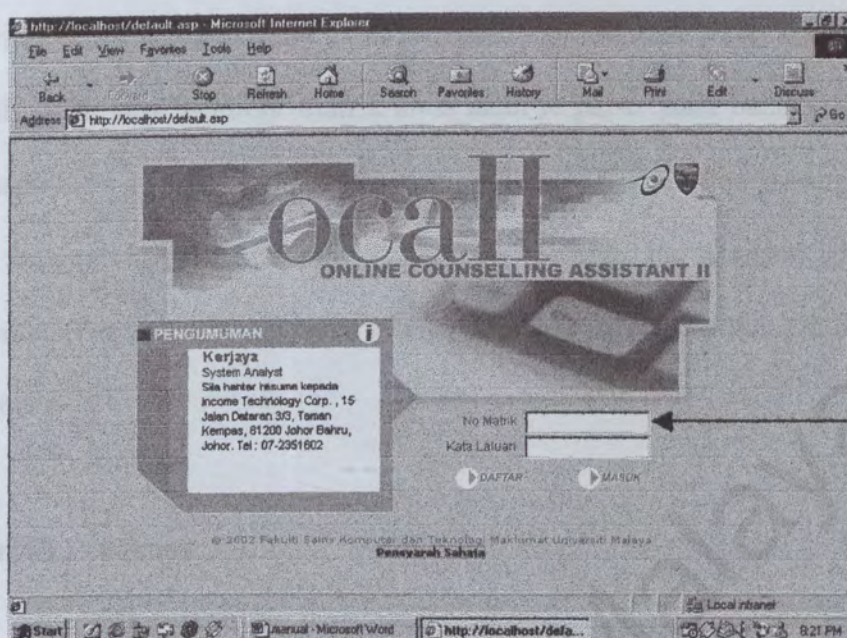 http://localhost/default.asp - Microsoft Internet Explorer
File Edit View Favorites Tools Help
Back Forward Stop Refresh Home Search Favorites History Mail Print Edit Discuss
Address http://localhost/default.asp Go
ocaII
ONLINE COUNSELLING ASSISTANT II
PENGUMUMAN
Kerjaya
System Analyst
Sila hantar resume kepada
Income Technology Corp. , 15
Jalan Dataran 3/3, Taman
Kempas, 81200 Johor Bahru,
Johor. Tel : 07-2351602
No Matrik
Kata Laluan
DAFTAR MASUK
© 2002 Fakulti Sains Komputer dan Teknologi Maklumat Universiti Malaya
Pensyarah Sahaja
Local intranet
Start manual - Microsoft Word http://localhost/defa... 8:21 PM